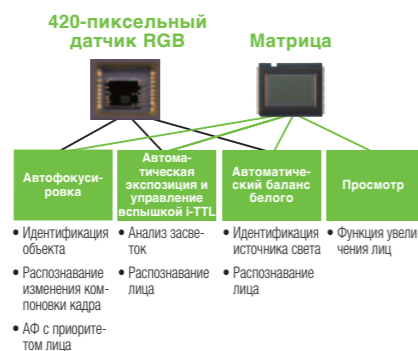 420-пиксельный
датчик RGB
Матрица
Автофокуси-
ровка
Автома-
тическая
экспозиция и
управление
вспышкой i-TTL
Автоматиче-
ский баланс
белого
Просмотр
• Идентификация
объекта
• Распознавание
изменения ком-
поновки кадра
• АФ с приорите-
том лица
• Анализ засве-
ток
• Распознавание
лица
• Идентификация
источника света
• Распознавание
лица
• Функция увели
чения лиц